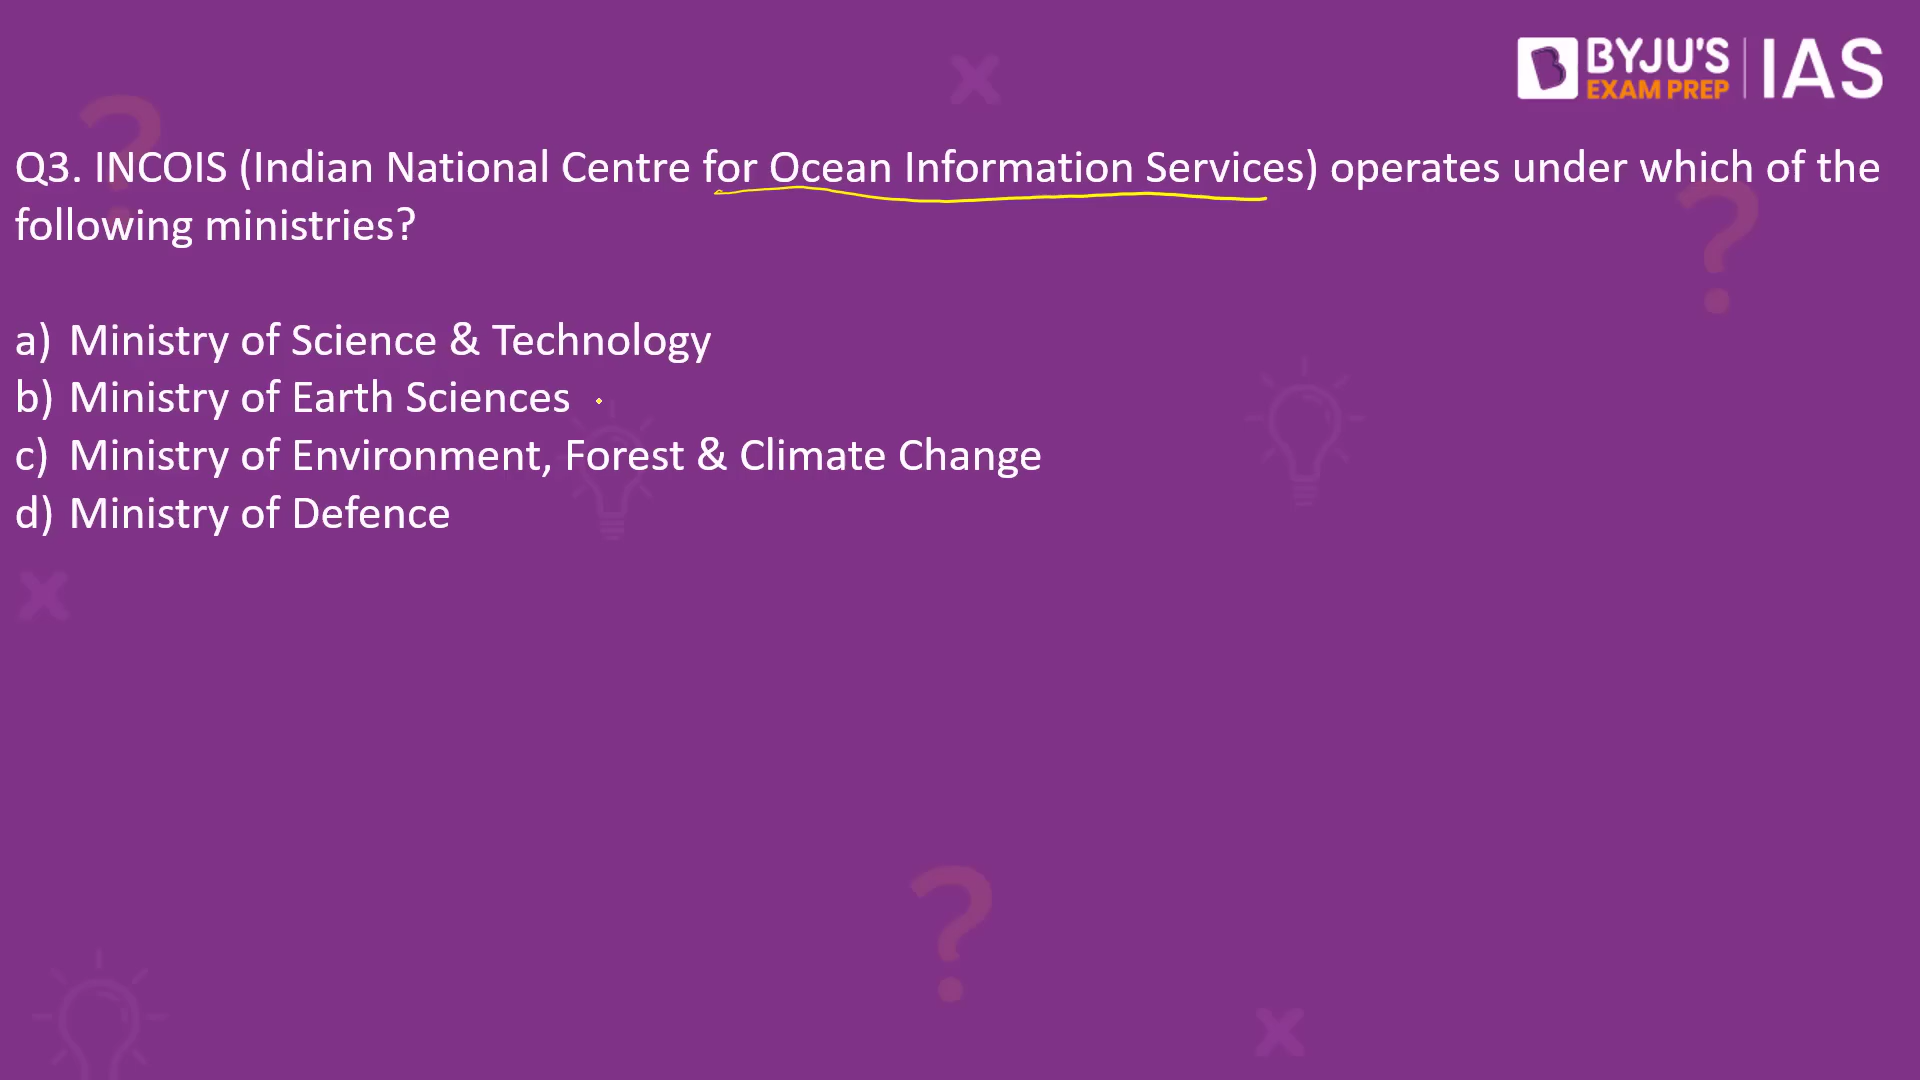 BYJU'S
EXAM PREP
IAS
Q3. INCOIS (Indian National Centre for Ocean Information Services) operates under which of the
following ministries?
a) Ministry of Science & Technology
b) Ministry of Earth Sciences
c) Ministry of Environment, Forest & Climate Change
d) Ministry of Defence